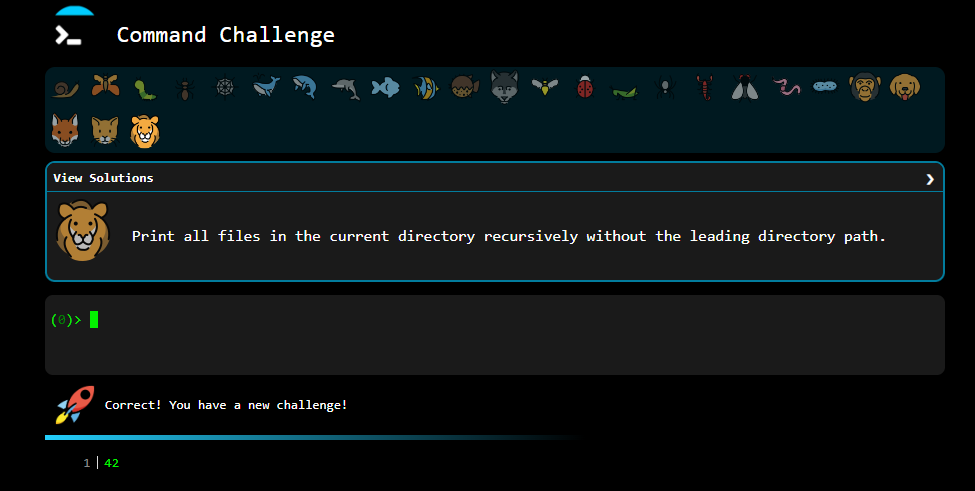 Command Challenge
View Solutions
Print all files in the current directory recursively without the leading directory path.
(0)>
Correct! You have a new challenge!
1 | 42